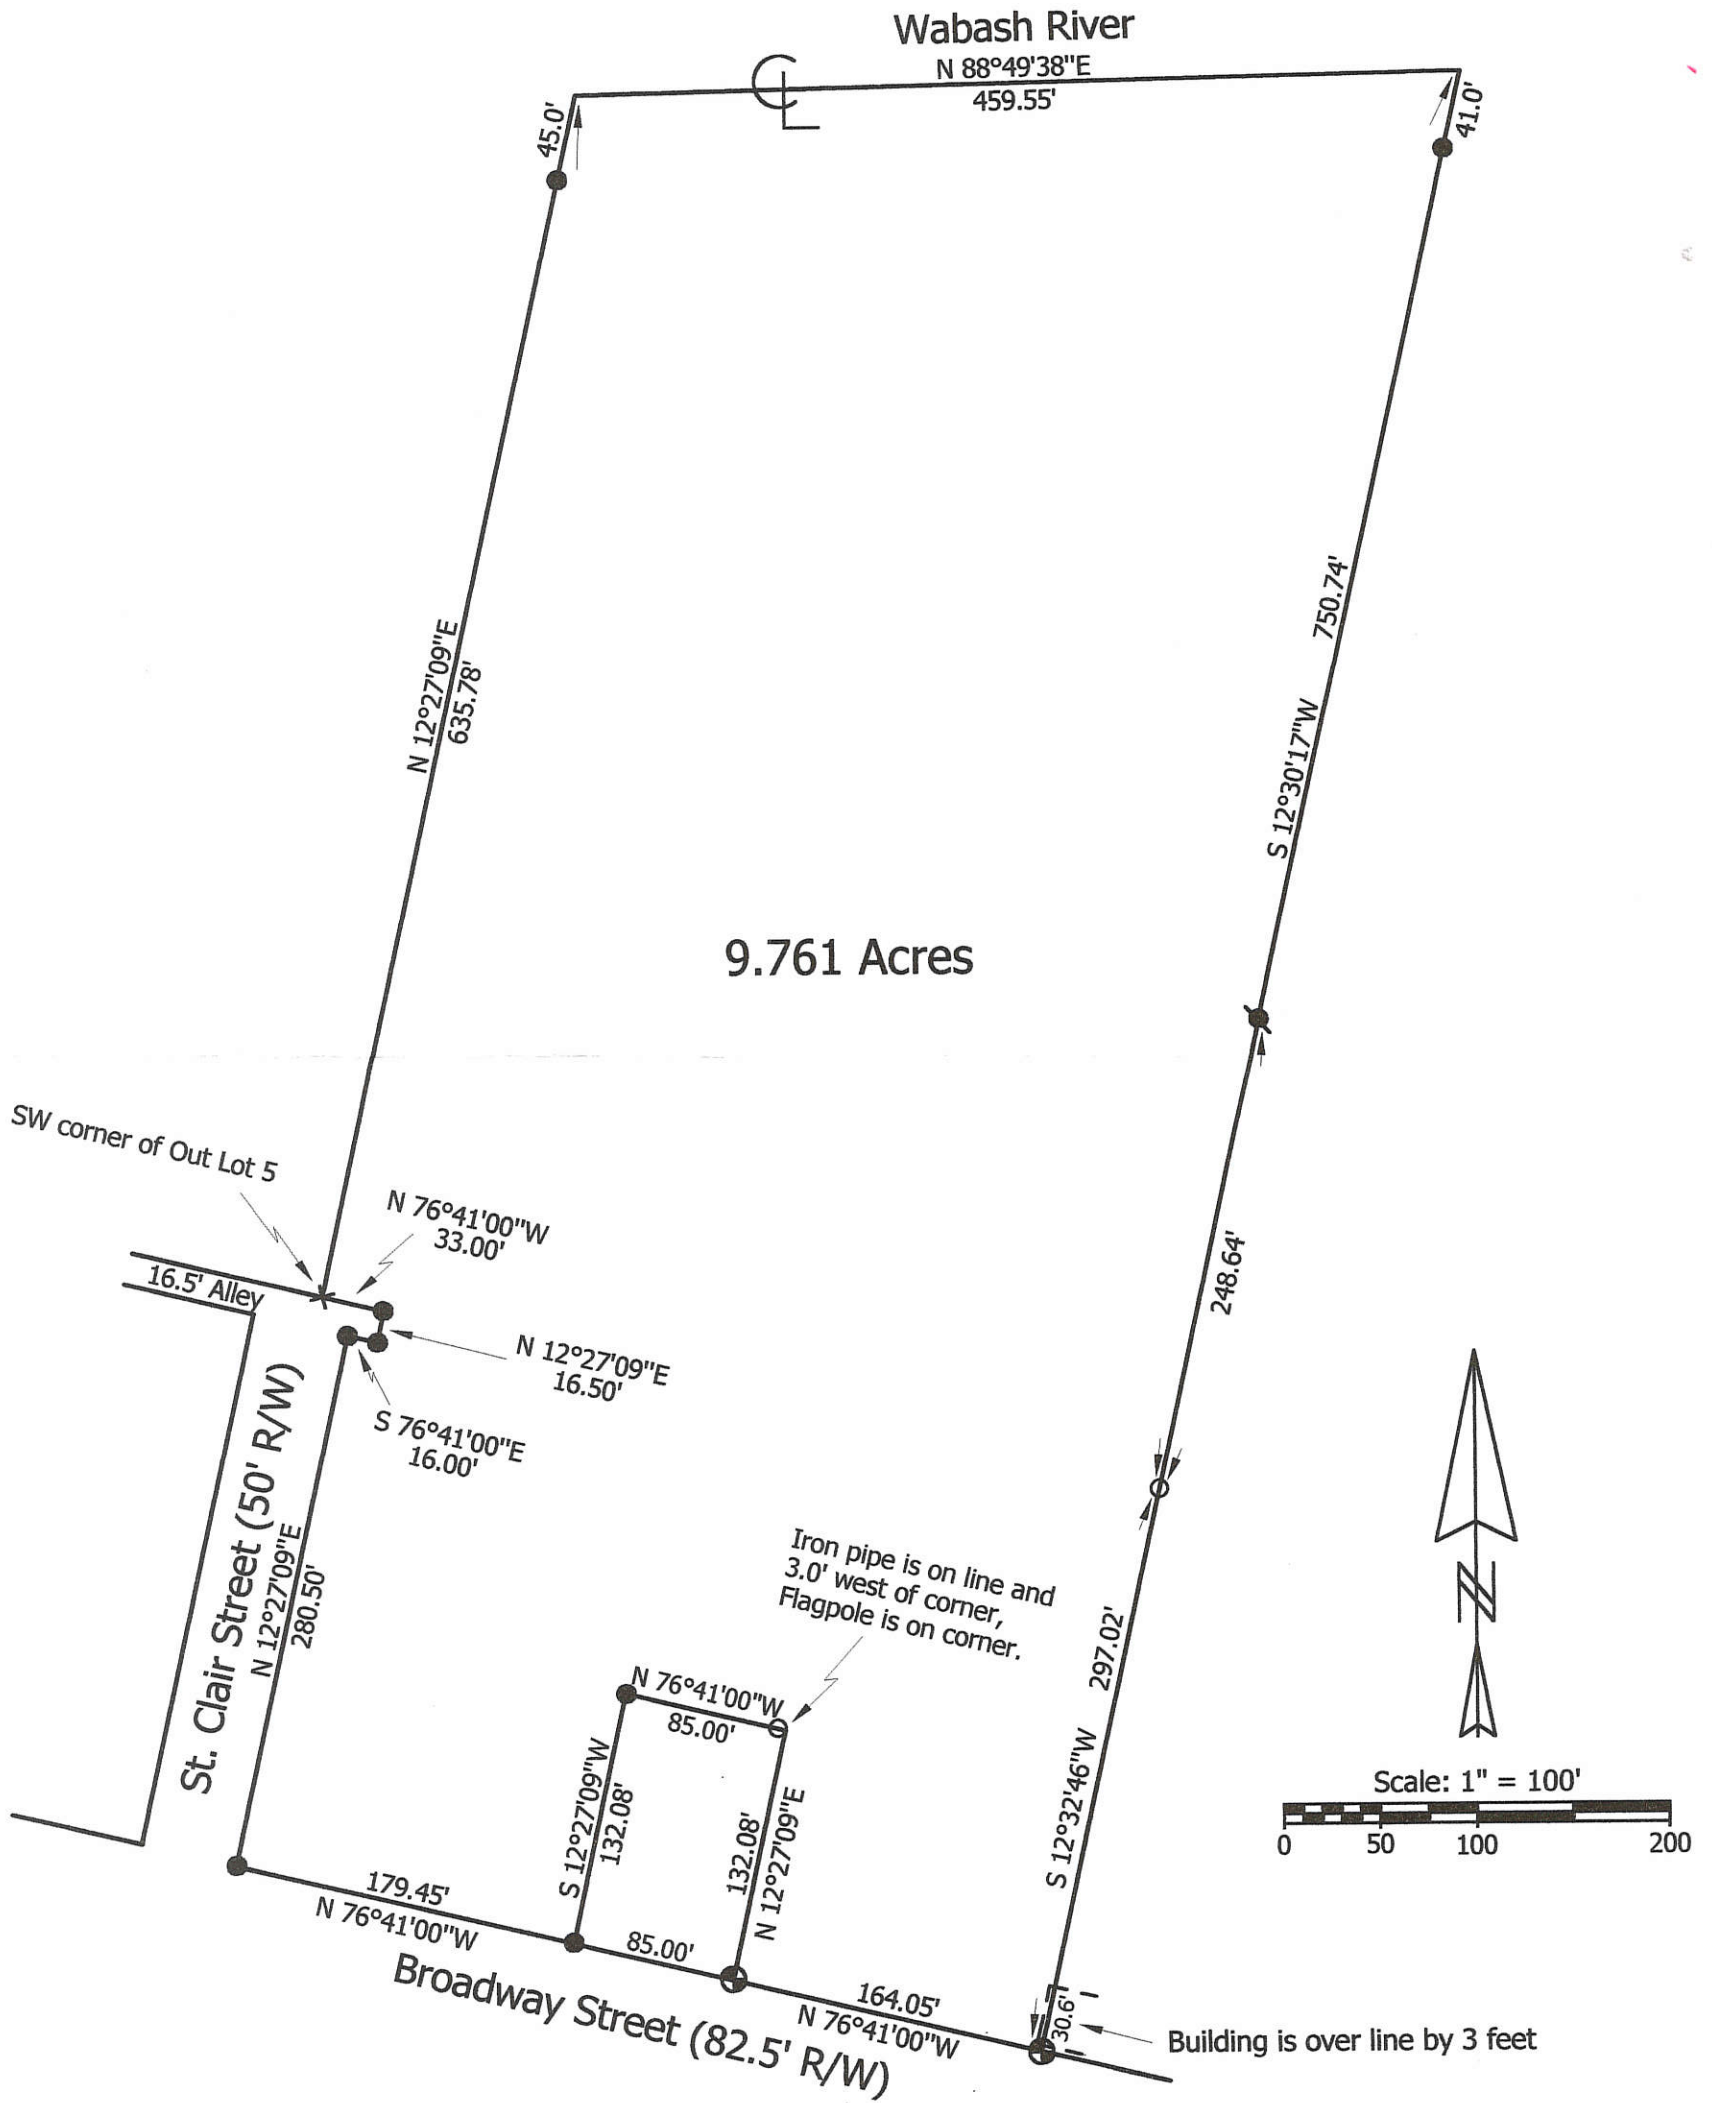 Wabash River
N 88°49'38"E
459.55'
45.0'
41.0'
N 12°27'09"E
635.78'
750.74'
S 12°30'17"W
9.761 Acres
SW corner of Out Lot 5
N 76°41'00"W
33.00'
16.5' Alley
N 12°27'09"E
16.50'
S 76°41'00"E
16.00'
248.64'
St. Clair Street (50' R/W)
N 12°27'09"E
280.50'
Iron pipe is on line and
3.0' west of corner,
Flagpole is on corner.
N 76°41'00"W
85.00'
S 12°27'09"W
132.08'
132.08'
N 12°27'09"E
297.02'
S 12°32'46"W
N
Scale: 1" = 100'
0 50 100 200
179.45'
N 76°41'00"W
85.00'
164.05'
N 76°41'00"W
Broadway Street (82.5' R/W)
30.6'
Building is over line by 3 feet
CL